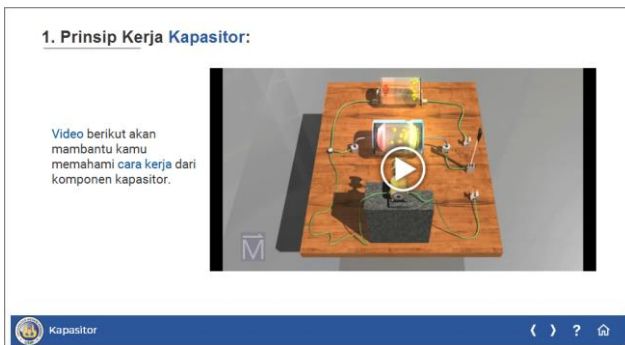 1. Prinsip Kerja Kapasitor:
Video berikut akan
mambantu kamu
memahami cara kerja dari
komponen kapasitor.
M
Kapasitor
?